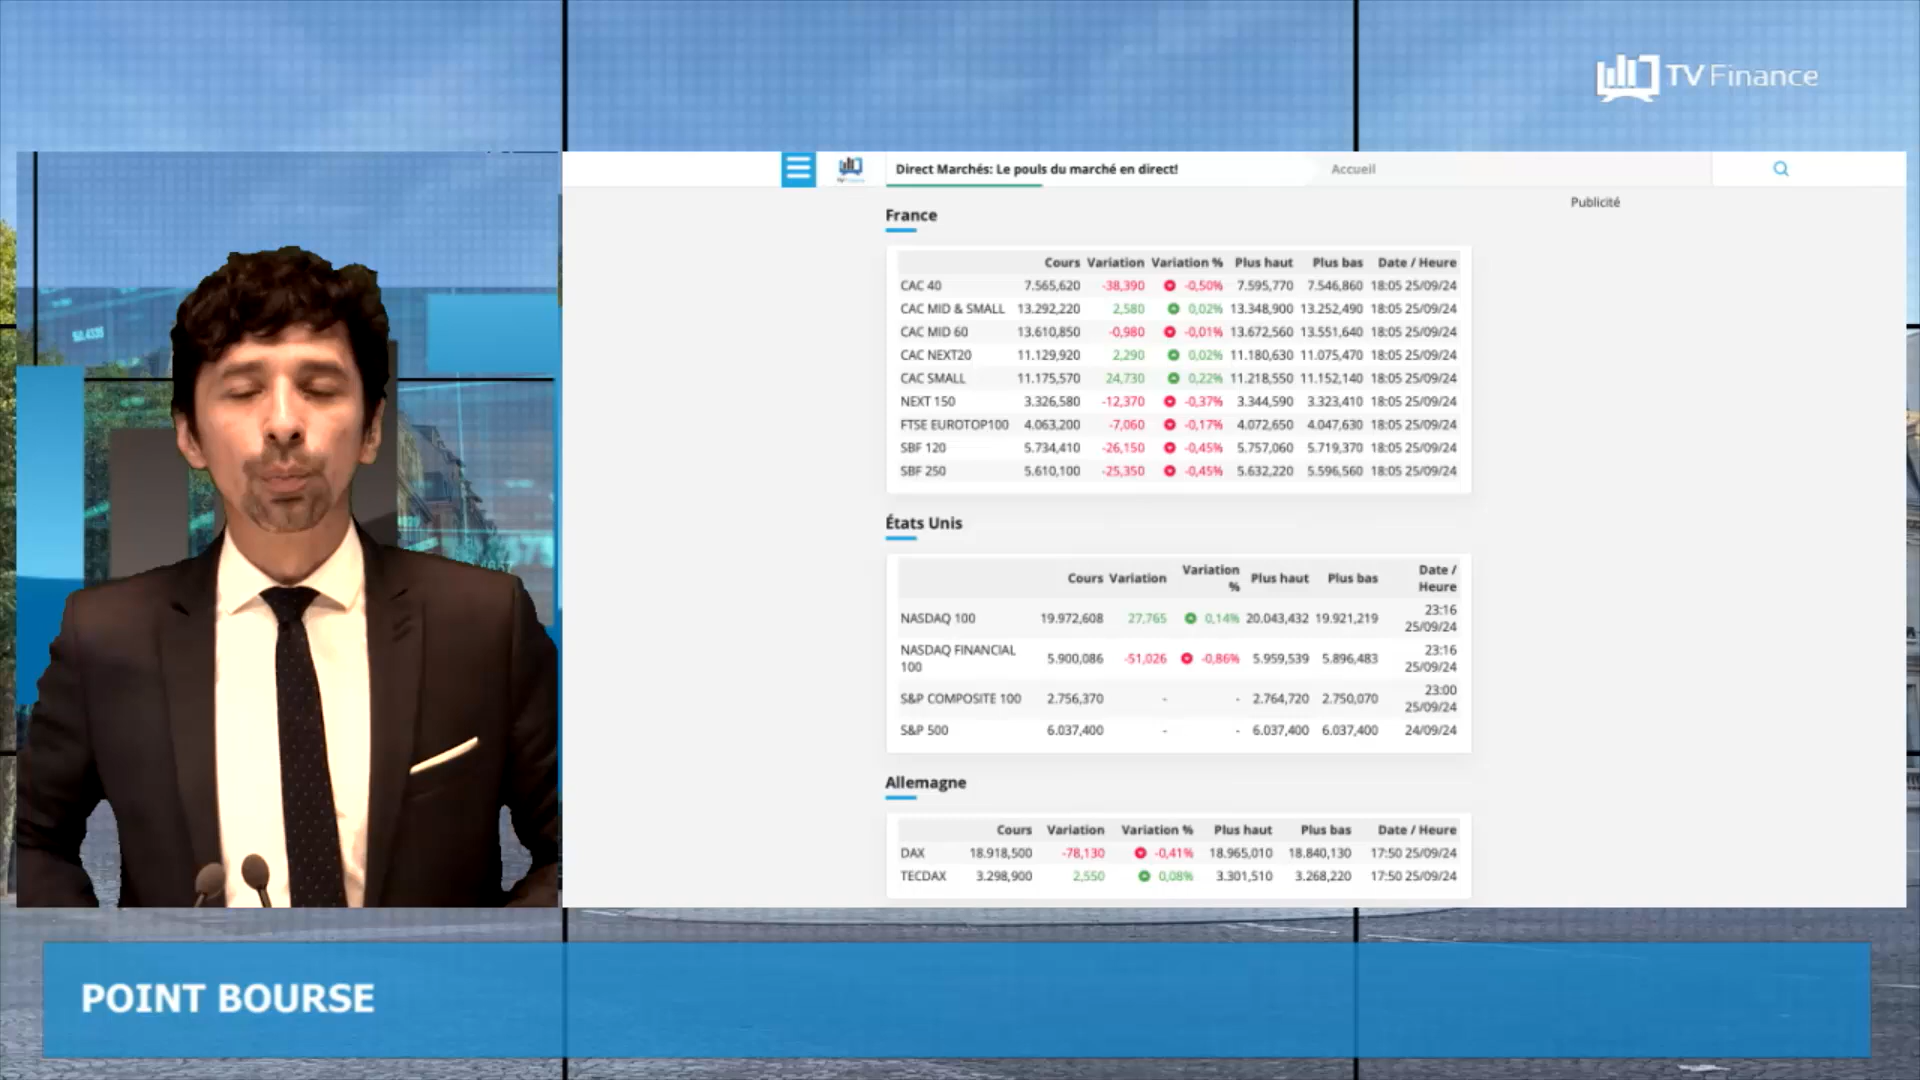 TV Finance
Direct Marchés: Le pouls du marché en direct!
Accueil
Publicité
France
Cours Variation Variation % Plus haut Plus bas Date / Heure
CAC 40 7.565,620 -38,390 -0,50% 7.595,770 7.546,860 18:05 25/09/24
CAC MID & SMALL 13.292,220 2,580 0,02% 13.348,900 13.252,490 18:05 25/09/24
CAC MID 60 13.610,850 -0,980 -0,01% 13.672,560 13.551,640 18:05 25/09/24
CAC NEXT20 11.129,920 2,290 0,02% 11.180,630 11.075,470 18:05 25/09/24
CAC SMALL 11.175,570 24,730 0,22% 11.218,550 11.152,140 18:05 25/09/24
NEXT 150 3.326,580 -12,370 -0,37% 3.344,590 3.323,410 18:05 25/09/24
FTSE EUROTOP100 4.063,200 -7,060 -0,17% 4.072,650 4.047,630 18:05 25/09/24
SBF 120 5.734,410 -26,150 -0,45% 5.757,060 5.719,370 18:05 25/09/24
SBF 250 5.610,100 -25,350 -0,45% 5.632,220 5.596,560 18:05 25/09/24
États Unis
Cours Variation Variation % Plus haut Plus bas Date / Heure
NASDAQ 100 19.972,608 27,765 0,14% 20.043,432 19.921,219 23:16 25/09/24
NASDAQ FINANCIAL 100 5.900,086 -51,026 -0,86% 5.959,539 5.896,483 23:16 25/09/24
S&P COMPOSITE 100 2.756,370 - - 2.764,720 2.750,070 23:00 25/09/24
S&P 500 6.037,400 - - 6.037,400 6.037,400 24/09/24
Allemagne
Cours Variation Variation % Plus haut Plus bas Date / Heure
DAX 18.918,500 -78,130 -0,41% 18.965,010 18.840,130 17:50 25/09/24
TECDAX 3.298,900 2,550 0,08% 3.301,510 3.268,220 17:50 25/09/24
POINT BOURSE